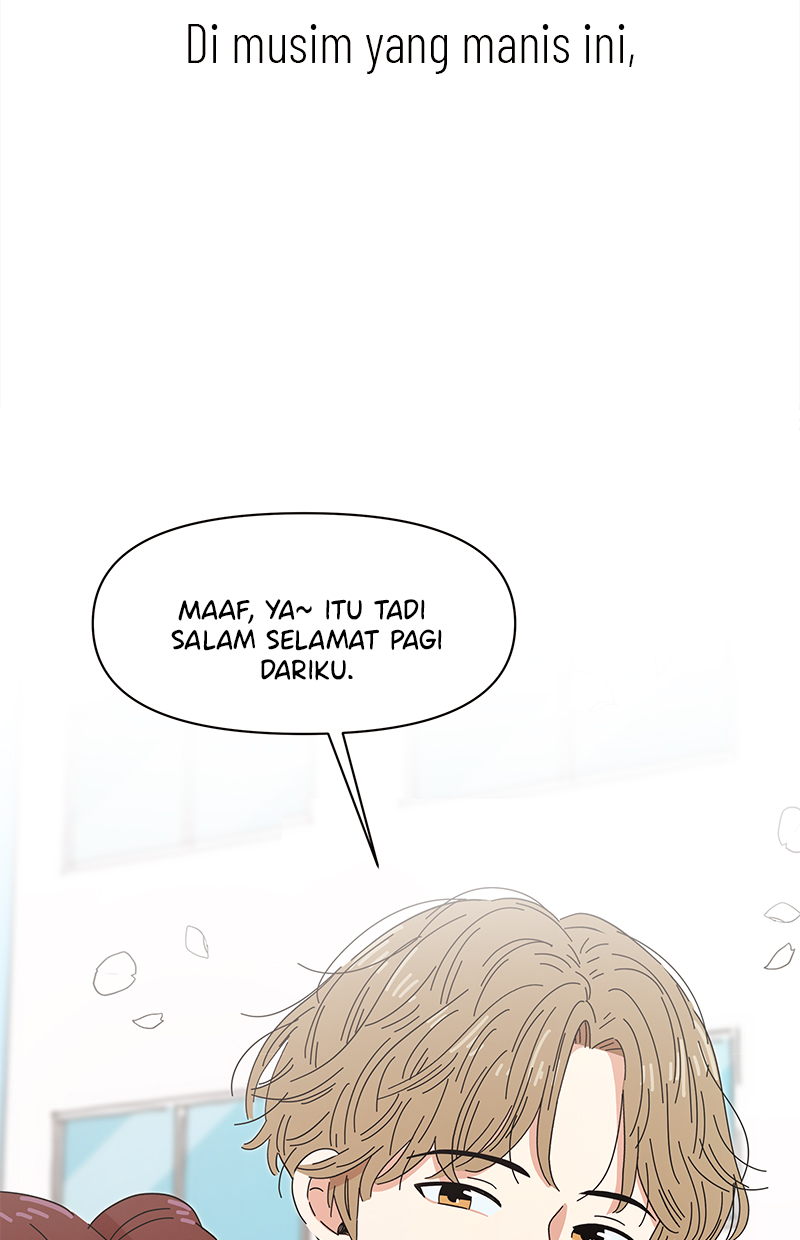 Di musim yang manis ini,
MAAF, YA~ ITU TADI
SALAM SELAMAT PAGI
DARIKU.